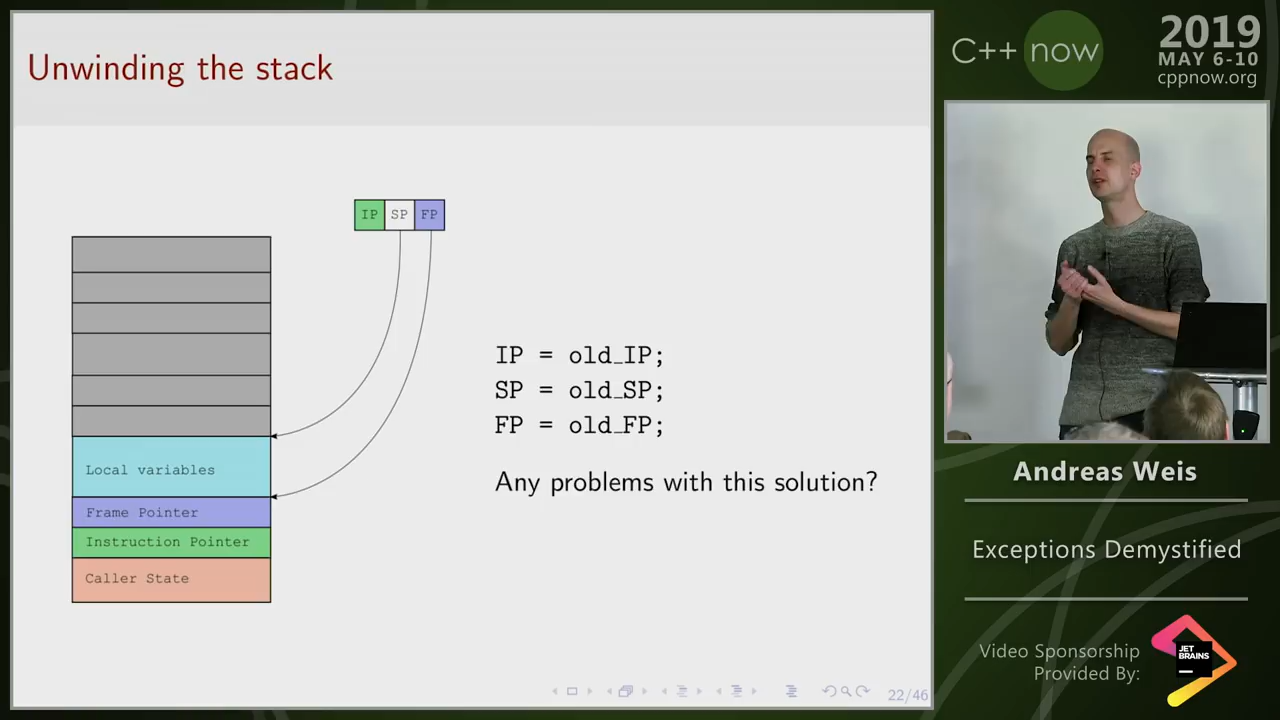 Unwinding the stack
IP SP FP
IP = old_IP;
SP = old_SP;
FP = old_FP;
Any problems with this solution?
Local variables
Frame Pointer
Instruction Pointer
Caller State
22/46
C++ now
2019
MAY 6-10
cppnow.org
Andreas Weis
Exceptions Demystified
Video Sponsorship
Provided By:
JET
BRAINS